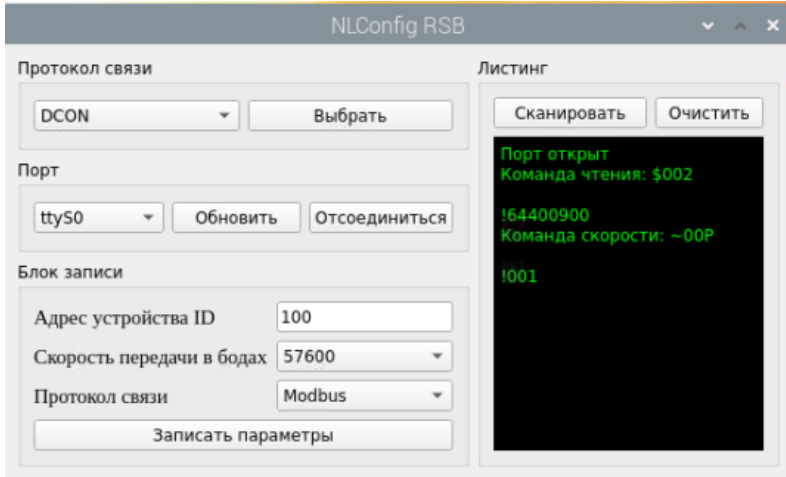 NLConfig RSB
Протокол связи
DCON
Выбрать
Порт
ttyS0
Обновить
Отсоединиться
Блок записи
Адрес устройства ID
100
Скорость передачи в бодах
57600
Протокол связи
Modbus
Записать параметры
Листинг
Сканировать
Очистить
Порт открыт
Команда чтения: $002
!64400900
Команда скорости: ~00P
!001